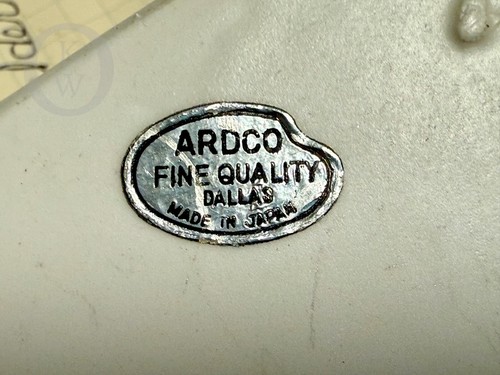 ARDCO
FINE QUALITY
DALLAS
MADE IN JAPAN